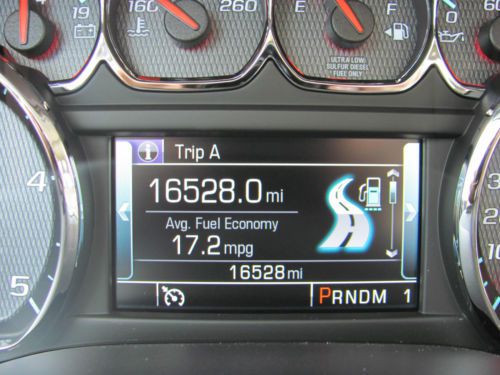 19
160
260
E
F
0
ULTRA LOW
SULFUR DIESEL
FUEL ONLY
i
Trip A
16528.0 mi
Avg. Fuel Economy
17.2 mpg
16528 mi
PRNDM 1
4
5